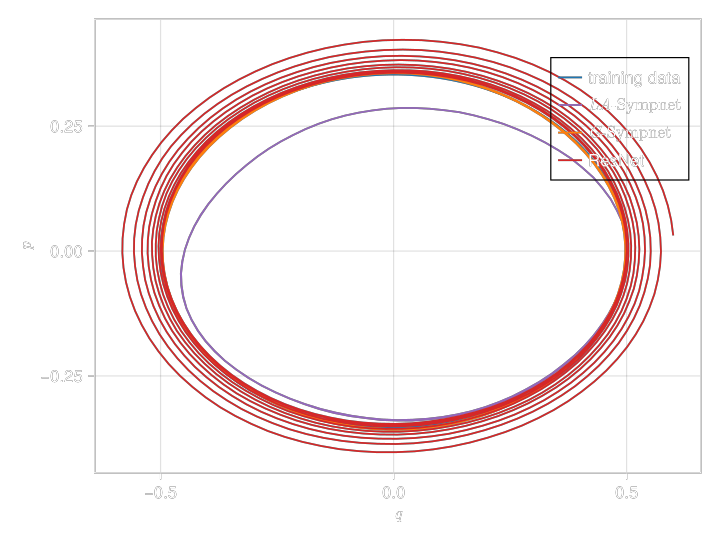 training data
LA-Sympnet
G-Sympnet
ResNet
0.25
0.00
−0.25
p
−0.5
0.0
0.5
q